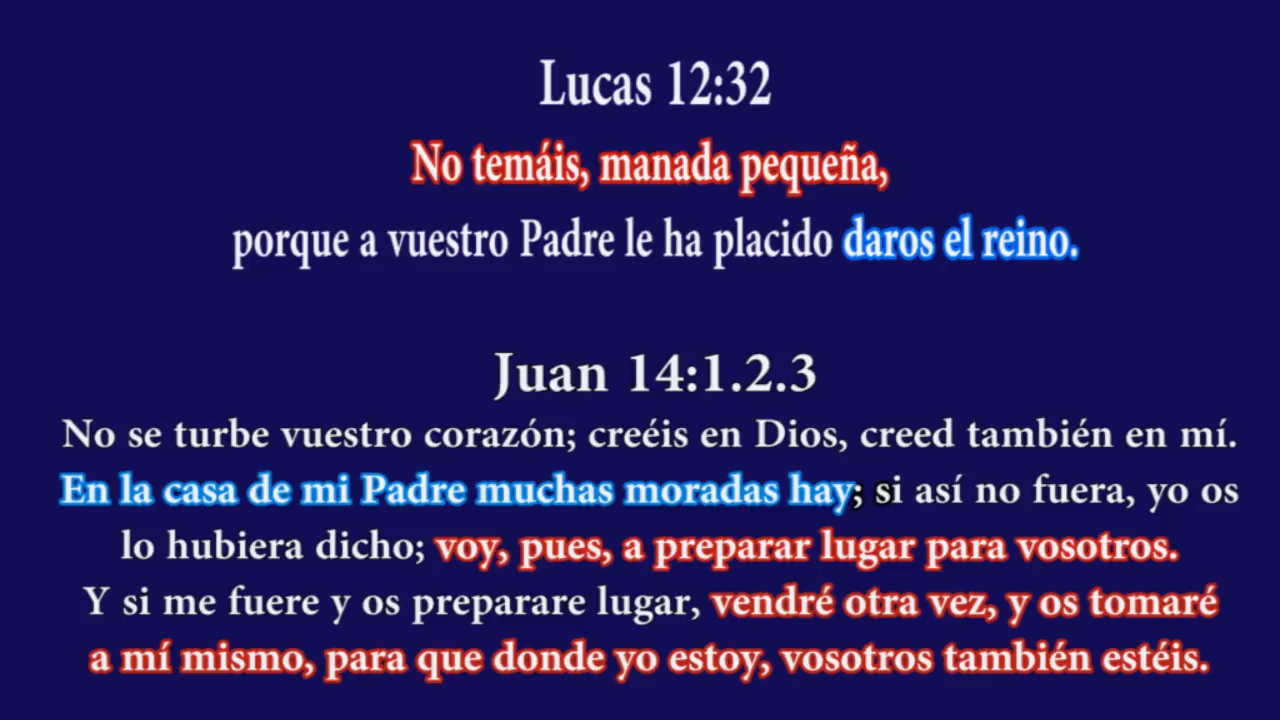 Lucas 12:32
No temáis, manada pequeña,
porque a vuestro Padre le ha placido daros el reino.
Juan 14:1.2.3
No se turbe vuestro corazón; creéis en Dios, creed también en mí.
En la casa de mi Padre muchas moradas hay; si así no fuera, yo os
lo hubiera dicho; voy, pues, a preparar lugar para vosotros.
Y si me fuere y os preparare lugar, vendré otra vez, y os tomaré
a mí mismo, para que donde yo estoy, vosotros también estéis.